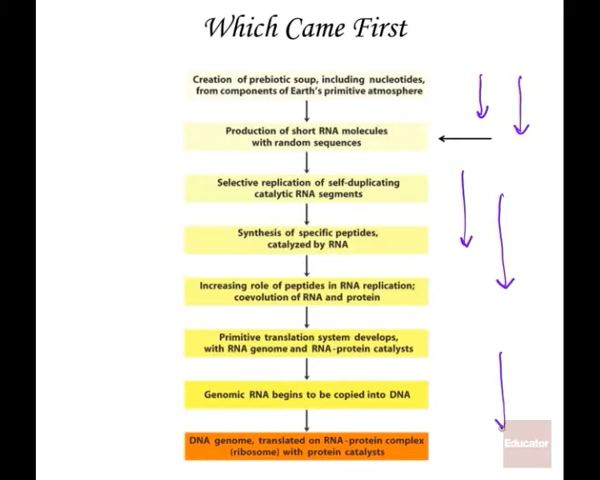 Which Came First
Creation of prebiotic soup, including nucleotides,
from components of Earth's primitive atmosphere
Production of short RNA molecules
with random sequences
Selective replication of self-duplicating
catalytic RNA segments
Synthesis of specific peptides,
catalyzed by RNA
Increasing role of peptides in RNA replication;
coevolution of RNA and protein
Primitive translation system develops,
with RNA genome and RNA-protein catalysts
Genomic RNA begins to be copied into DNA
DNA genome, translated on RNA-protein complex
(ribosome) with protein catalysts
Educator